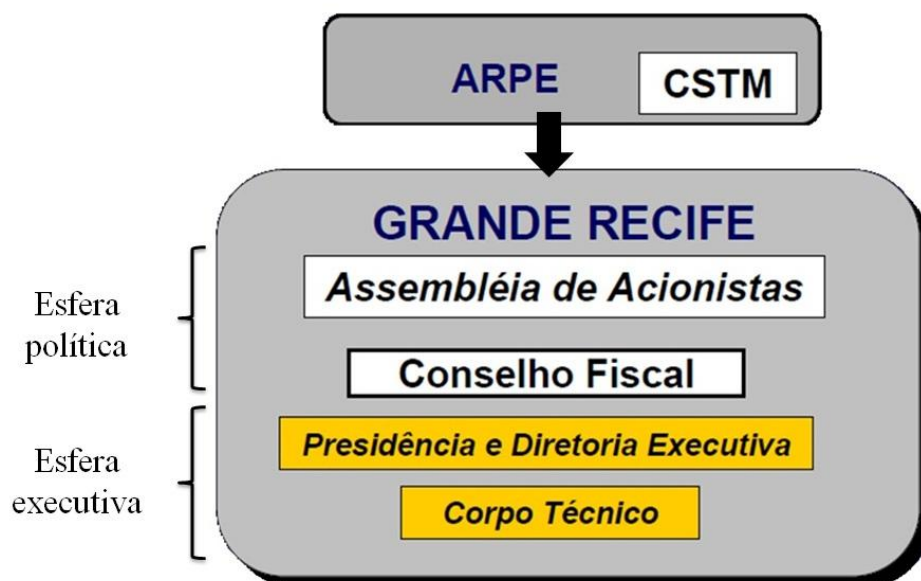 ARPE
CSTM
GRANDE RECIFE
Esfera
política
Assembléia de Acionistas
Conselho Fiscal
Esfera
executiva
Presidência e Diretoria Executiva
Corpo Técnico